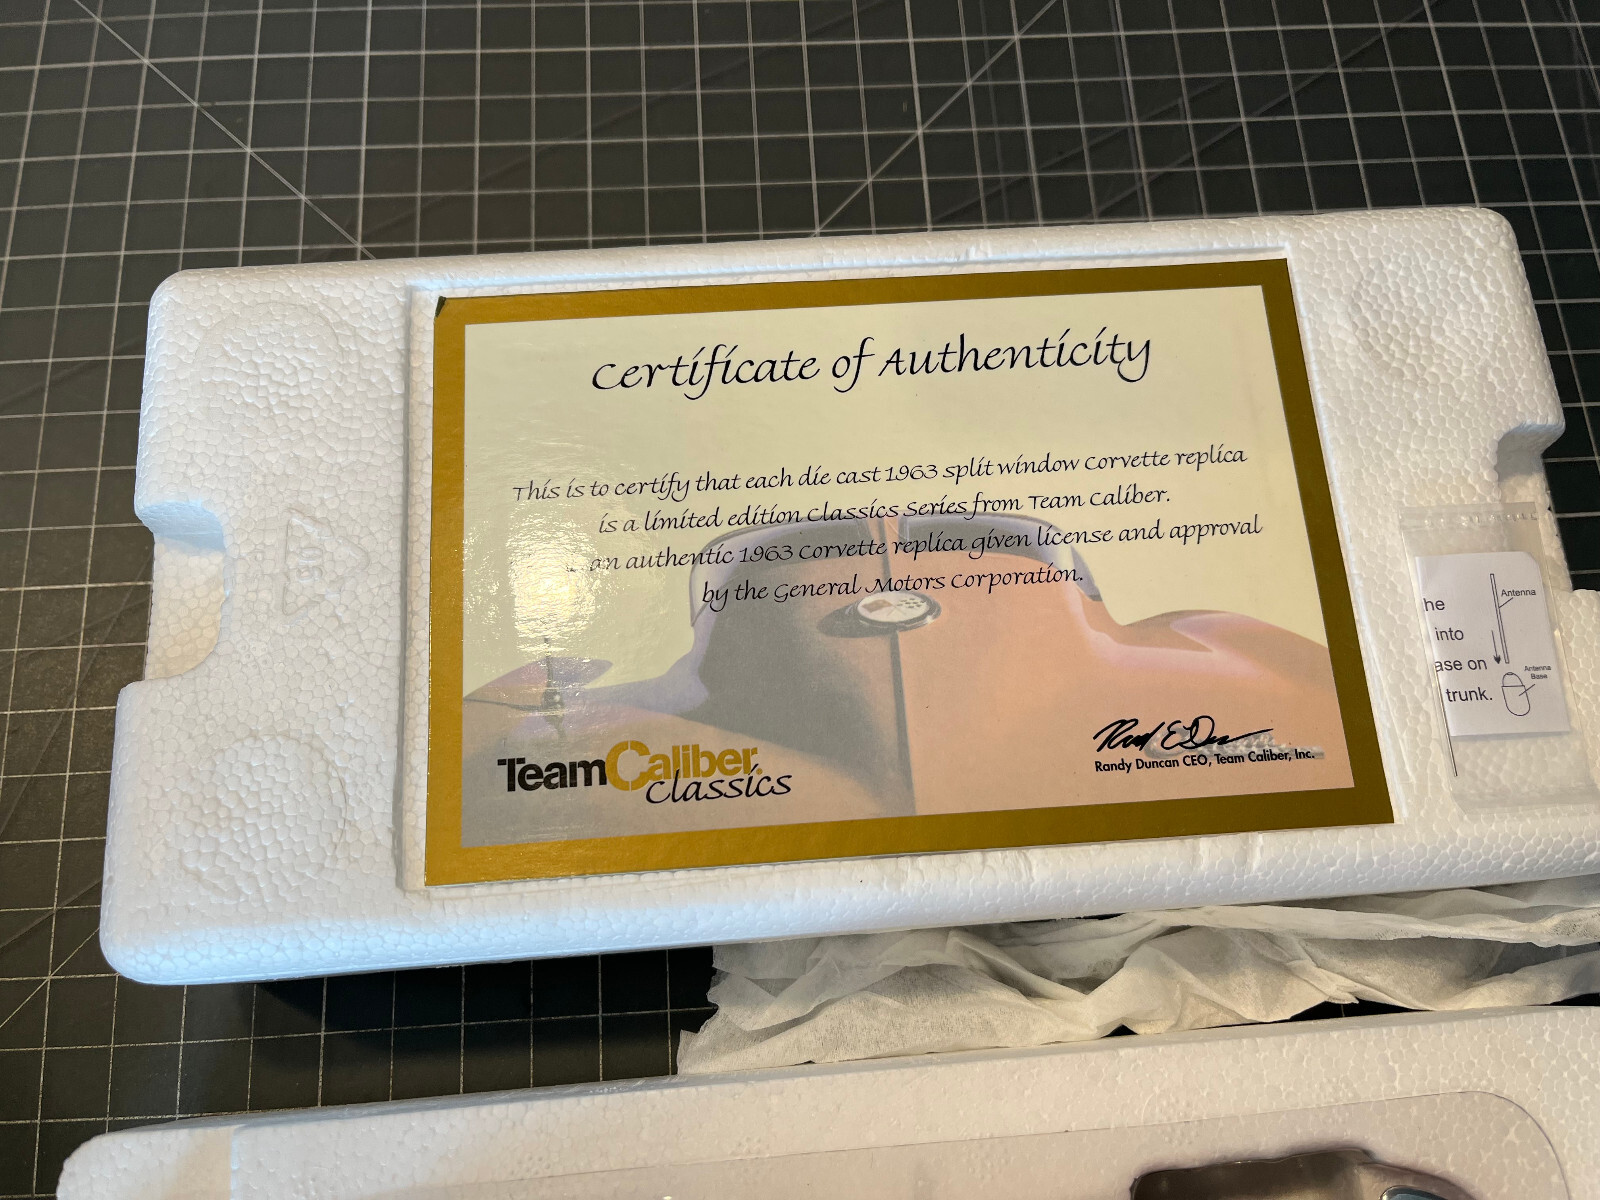 Certificate of Authenticity
This is to certify that each die cast 1963 split window Corvette replica
is a limited edition Classics Series from Team Caliber.
an authentic 1963 Corvette replica given license and approval
by the General Motors Corporation.
Team Caliber
Classics
Randy Duncan CEO, Team Caliber, Inc.
he
into
ase on
trunk.
Antenna
Antenna
Base